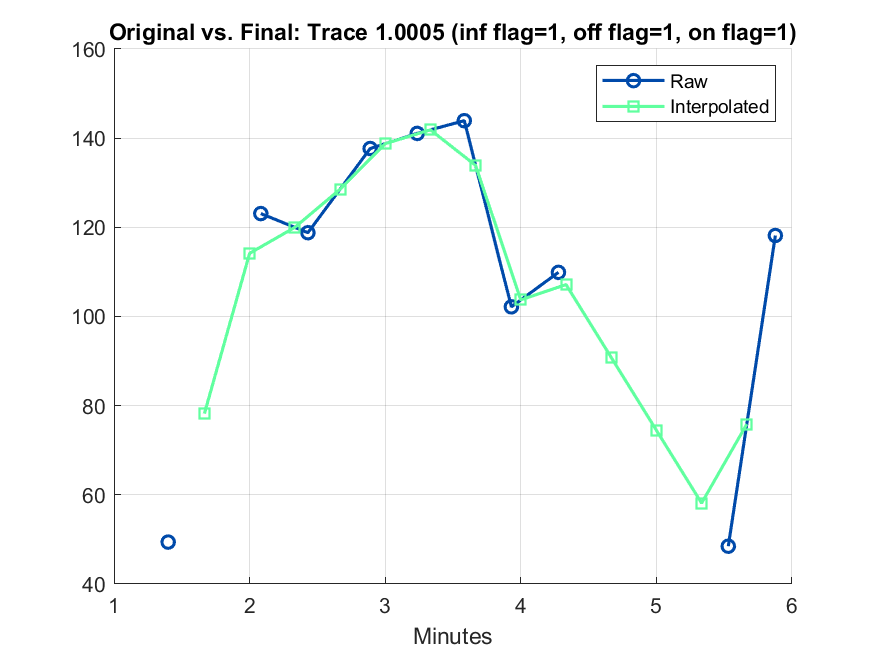 Original vs. Final: Trace 1.0005 (inf flag=1, off flag=1, on flag=1)
160
140
120
100
80
60
40
1 2 3 4 5 6
Minutes
Raw
Interpolated